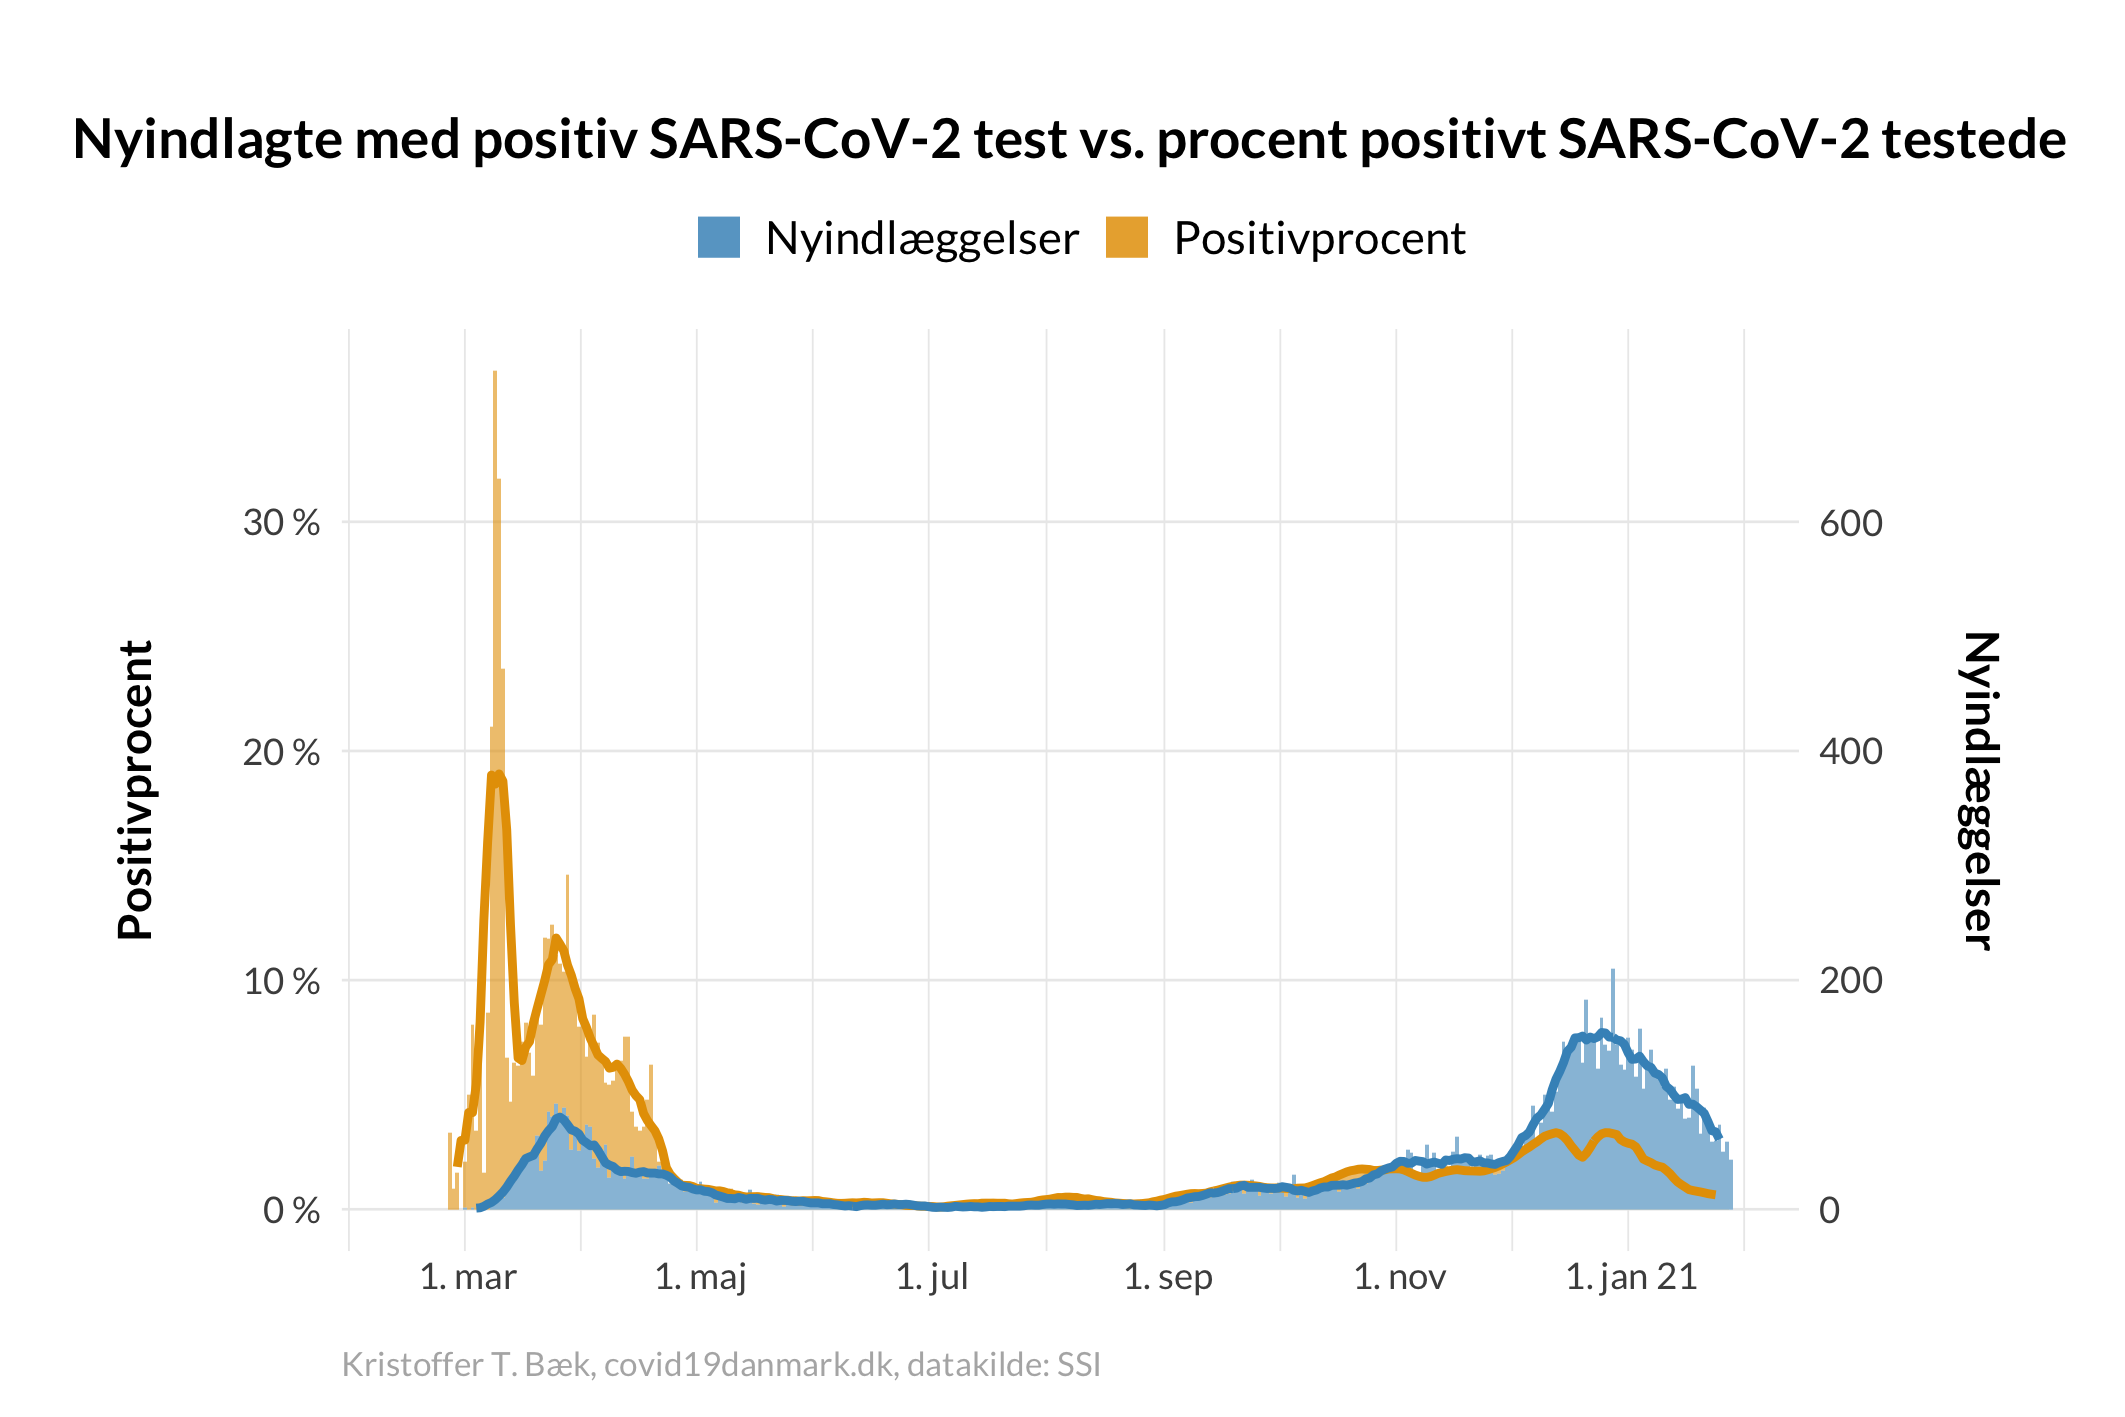 Nyindlagte med positiv SARS-CoV-2 test vs. procent positivt SARS-CoV-2 testede
Nyindlæggelser
Positivprocent
Positivprocent
30 %
20 %
10 %
0 %
600
400
200
0
Nyindlæggelser
1. mar
1. maj
1. jul
1. sep
1. nov
1. jan 21
Kristoffer T. Bæk, covid19danmark.dk, datakilde: SSI